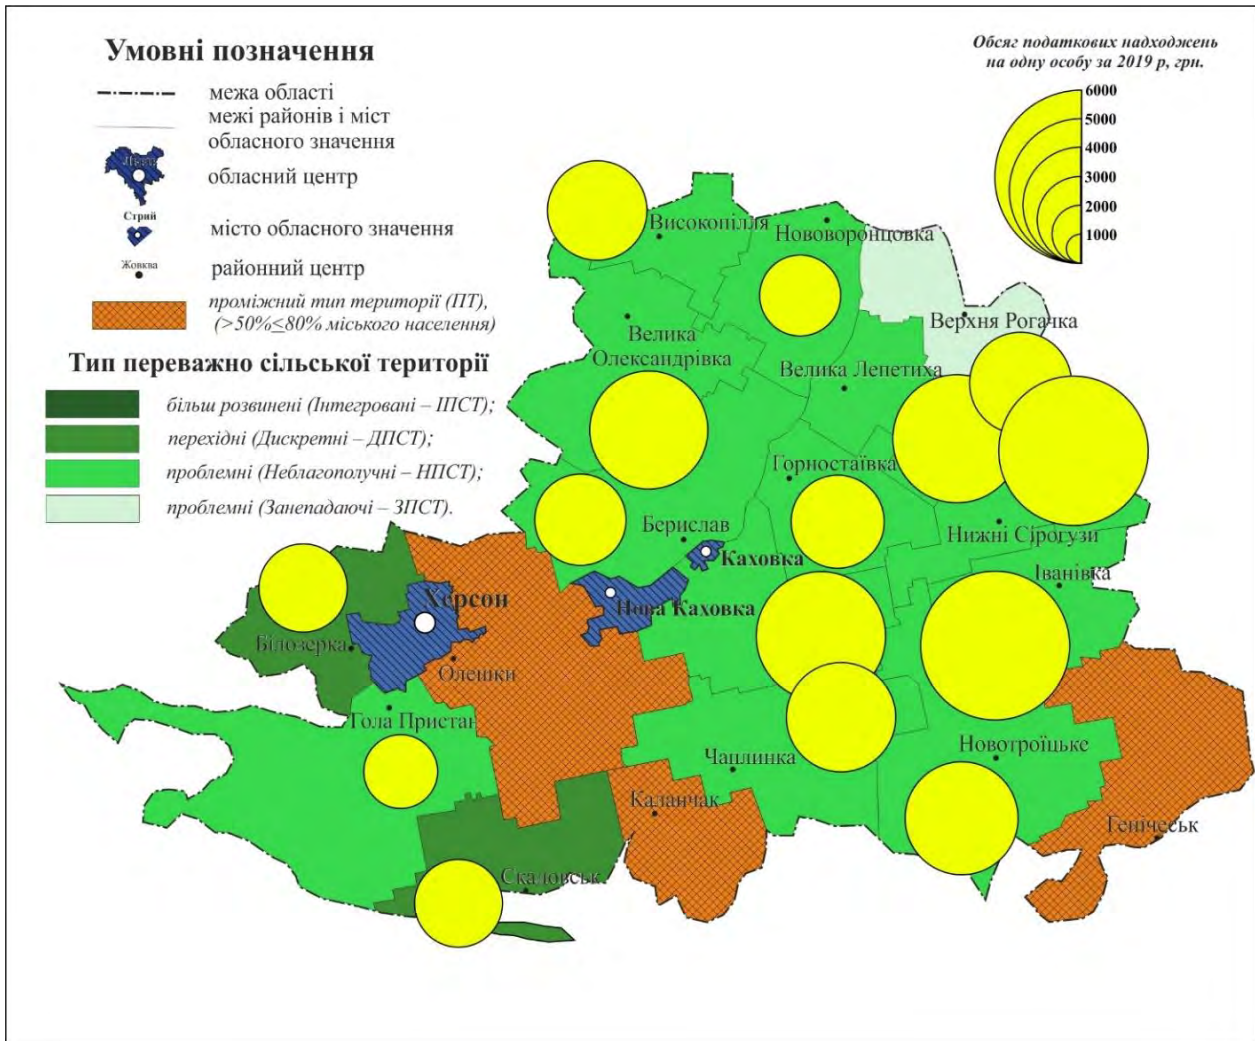 Умовні позначення
межа області
межі районів і міст
обласного значення
обласний центр
Стрий
місто обласного значення
Жовква
районний центр
проміжний тип території (ПТ),
(>50%≤80% міського населення)
Тип переважно сільської території
більш розвинені (Інтегровані – ІПСТ);
перехідні (Дискретні – ДПСТ);
проблемні (Неблагополучні – НПСТ;
проблемні (Занепадаючі – ЗПСТ).
Обсяг податкових надходжень
на одну особу за 2019 р, грн.
6000
5000
4000
3000
2000
1000
Високопілля
Нововоронцовка
Верхня Рогачка
Велика
Олександрівка
Велика Лепетиха
Горностаївка
Берислав
Нижні Сірогузи
Каховка
Іванівка
Херсон
Нова Каховка
Білозерка
Олешки
Гола Пристан
Чаплинка
Новотроїцьке
Каланчак
Генічеськ
Скадовськ